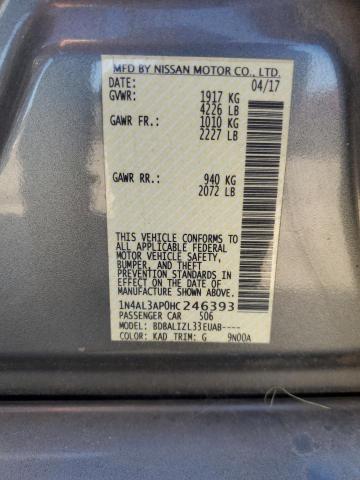 MFD BY NISSAN MOTOR CO., LTD.
DATE: 04/17
GVWR: 1917 KG
4226 LB
GAWR FR: 1010 KG
2227 LB
GAWR RR: 940 KG
2072 LB
THIS VEHICLE CONFORMS TO
ALL APPLICABLE FEDERAL
MOTOR VEHICLE SAFETY,
BUMPER, AND THEFT
PREVENTION STANDARDS IN
EFFECT ON THE DATE OF
MANUFACTURE SHOWN ABOVE.
1N4AL3AP0HC246393
PASSENGER CAR 506
MODEL: BDBALIZL33EUAB----
COLOR: KAD TRIM: G 9N00A